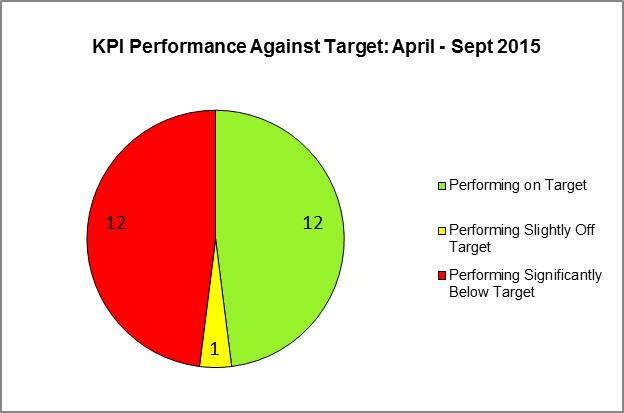 KPI Performance Against Target: April - Sept 2015
12
12
1
Performing on Target
Performing Slightly Off
Target
Performing Significantly
Below Target